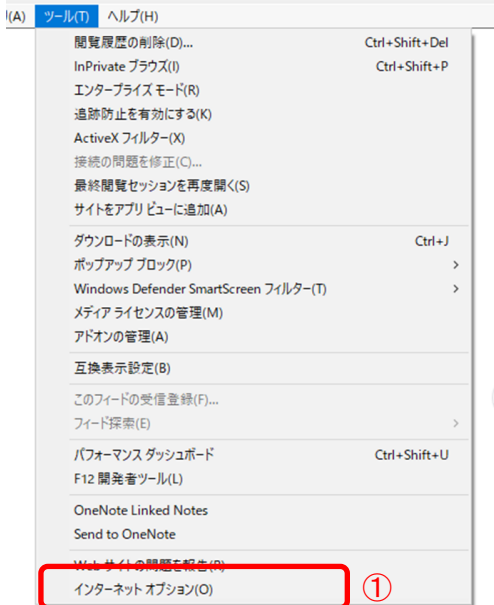 (A) ツール(T) ヘルプ(H)
閲覧履歴の削除(D)... Ctrl+Shift+Del
InPrivate ブラウズ(I) Ctrl+Shift+P
エンタープライズ モード(R)
追跡防止を有効にする(K)
ActiveX フィルター(X)
接続の問題を修正(C)...
最終閲覧セッションを再度開く(S)
サイトをアプリ ビューに追加(A)
ダウンロードの表示(N) Ctrl+J
ポップアップ ブロック(P)
Windows Defender SmartScreen フィルター(T)
メディア ライセンスの管理(M)
アドオンの管理(A)
互換表示設定(B)
このフィードの受信登録(F)...
フィード探索(E)
パフォーマンス ダッシュボード Ctrl+Shift+U
F12 開発者ツール(L)
OneNote Linked Notes
Send to OneNote
Web サイトの問題を報告(R)
インターネット オプション(O) ①